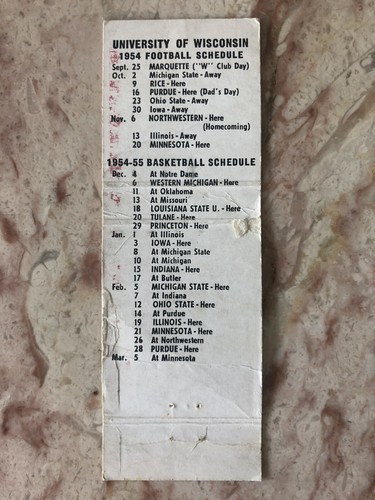 UNIVERSITY OF WISCONSIN
1954 FOOTBALL SCHEDULE
Sept. 25 MARQUETTE ("W" Club Day)
Oct. 2 Michigan State - Away
9 RICE - Here
16 PURDUE - Here (Dad's Day)
23 Ohio State - Away
30 Iowa - Away
Nov. 6 NORTHWESTERN - Here
(Homecoming)
13 Illinois - Away
20 MINNESOTA - Here
1954-55 BASKETBALL SCHEDULE
Dec. 4 At Notre Dame
6 WESTERN MICHIGAN - Here
11 At Oklahoma
13 At Missouri
18 LOUISIANA STATE U. - Here
20 TULANE - Here
29 PRINCETON - Here
Jan. 1 At Illinois
3 IOWA - Here
8 At Michigan State
10 At Michigan
15 INDIANA - Here
17 At Butler
Feb. 5 MICHIGAN STATE - Here
7 At Indiana
12 OHIO STATE - Here
14 At Purdue
19 ILLINOIS - Here
21 MINNESOTA - Here
26 At Northwestern
28 PURDUE - Here
Mar. 5 At Minnesota